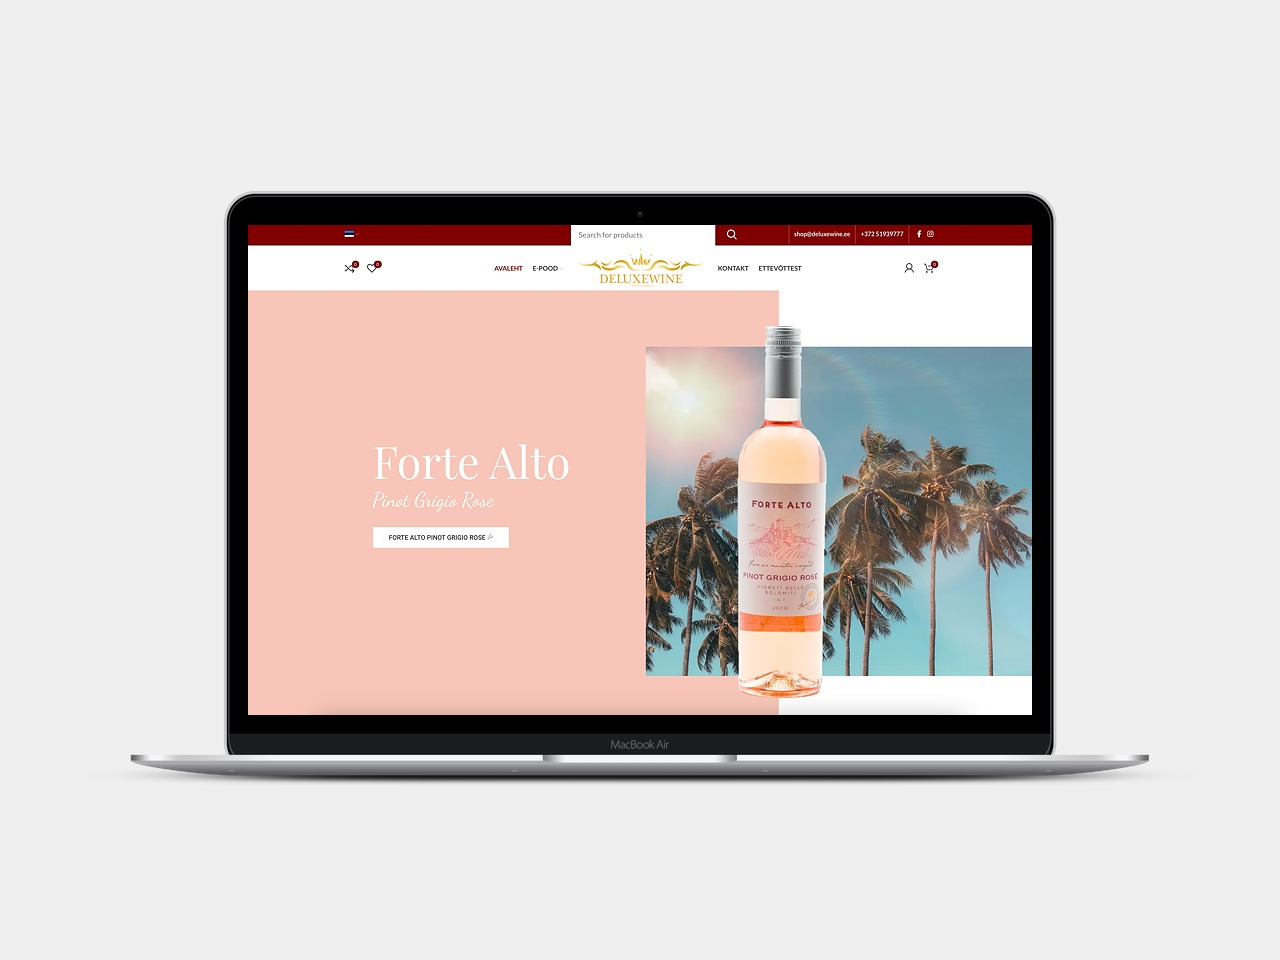 Search for products
shop@deluxewine.ee
+372 51939777
0
0
AVALEHT
E-POOD
DELUXEWINE
KONTAKT
ETTEVÕTTEST
0
Forte Alto
Pinot Grigio Rose
FORTE ALTO PINOT GRIGIO ROSE
FORTE ALTO
PINOT GRIGIO ROSÉ
VIGNETI DELLE
DOLOMITI
I.G.T.
2018
MacBook Air